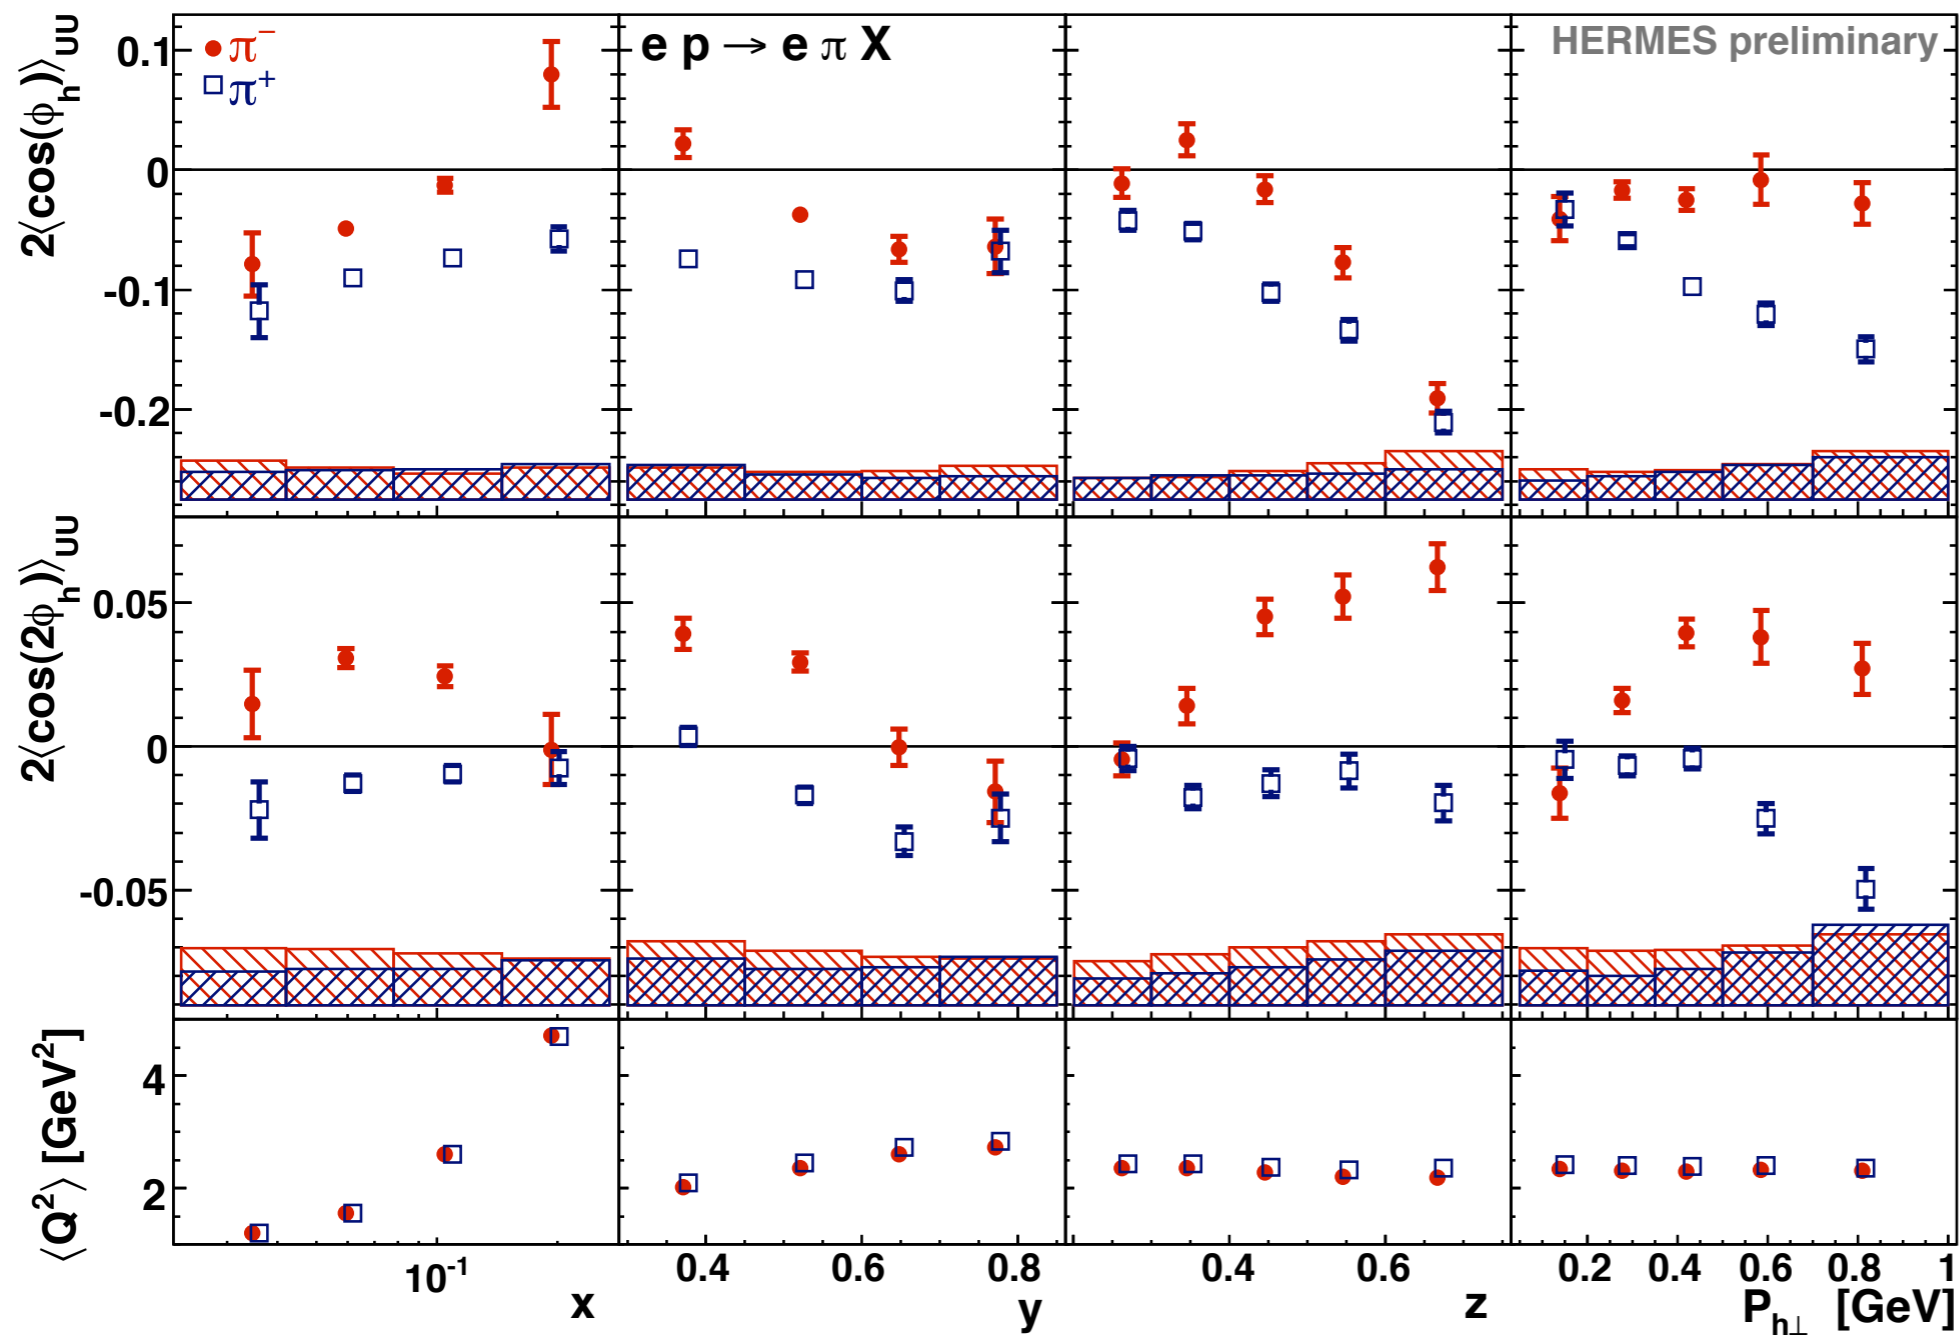 2⟨cos(ϕh)⟩UU
0.1
0
-0.1
-0.2
π−
π+
e p → e π X
HERMES preliminary
2⟨cos(2ϕh)⟩UU
0.05
0
-0.05
⟨Q2⟩ [GeV2]
4
2
10-1
0.4 0.6 0.8
0.4 0.6
0.2 0.4 0.6 0.8 1
x
y
z
Ph⊥ [GeV]